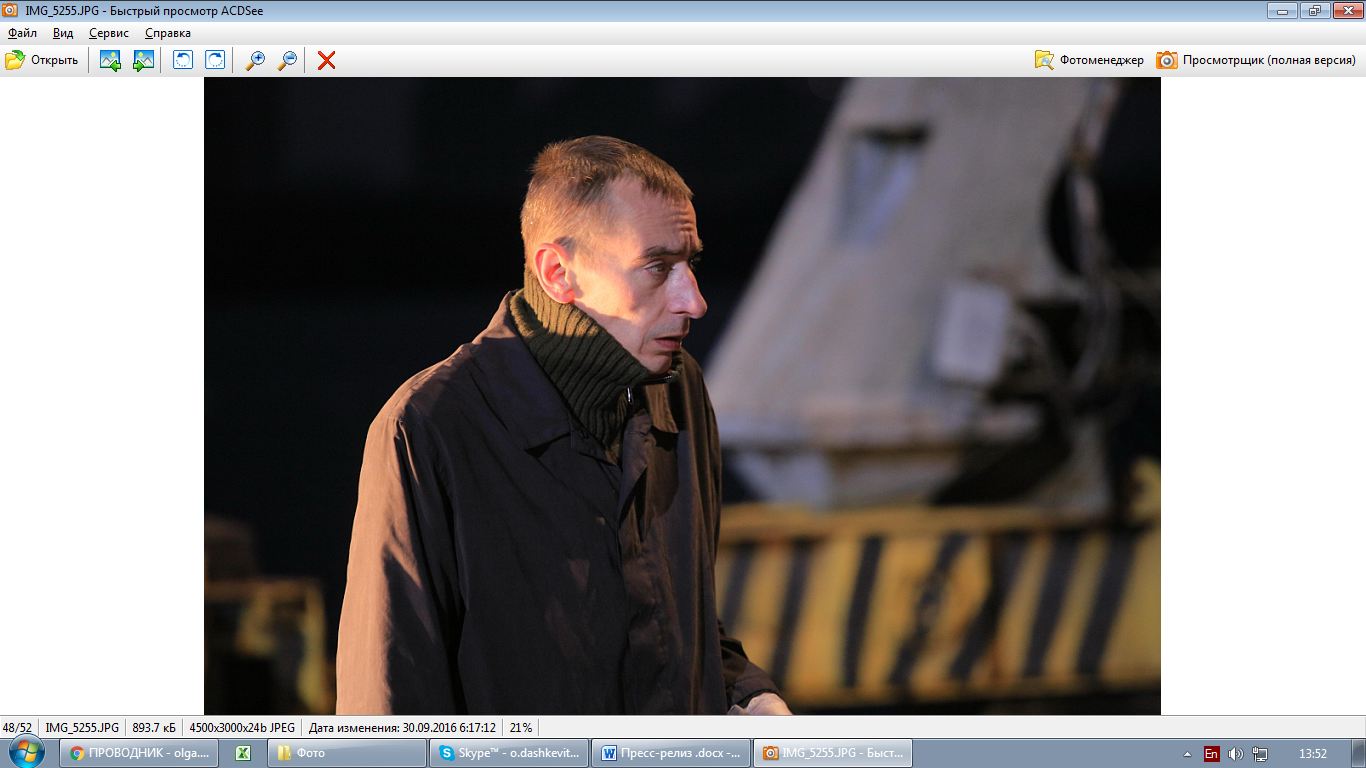 IMG_5255.JPG - Быстрый просмотр ACDSee
Файл Вид Сервис Справка
Открыть Фотоменеджер Просмотрщик (полная версия)
48/52 IMG_5255.JPG 893.7 кБ 4500x3000x24b JPEG Дата изменения: 30.09.2016 6:17:12 21%
ПРОВОДНИК - olga.... Фото Skype™ - o.dashkevit... Пресс-релиз .docx -... IMG_5255.JPG - Быст... En 13:52